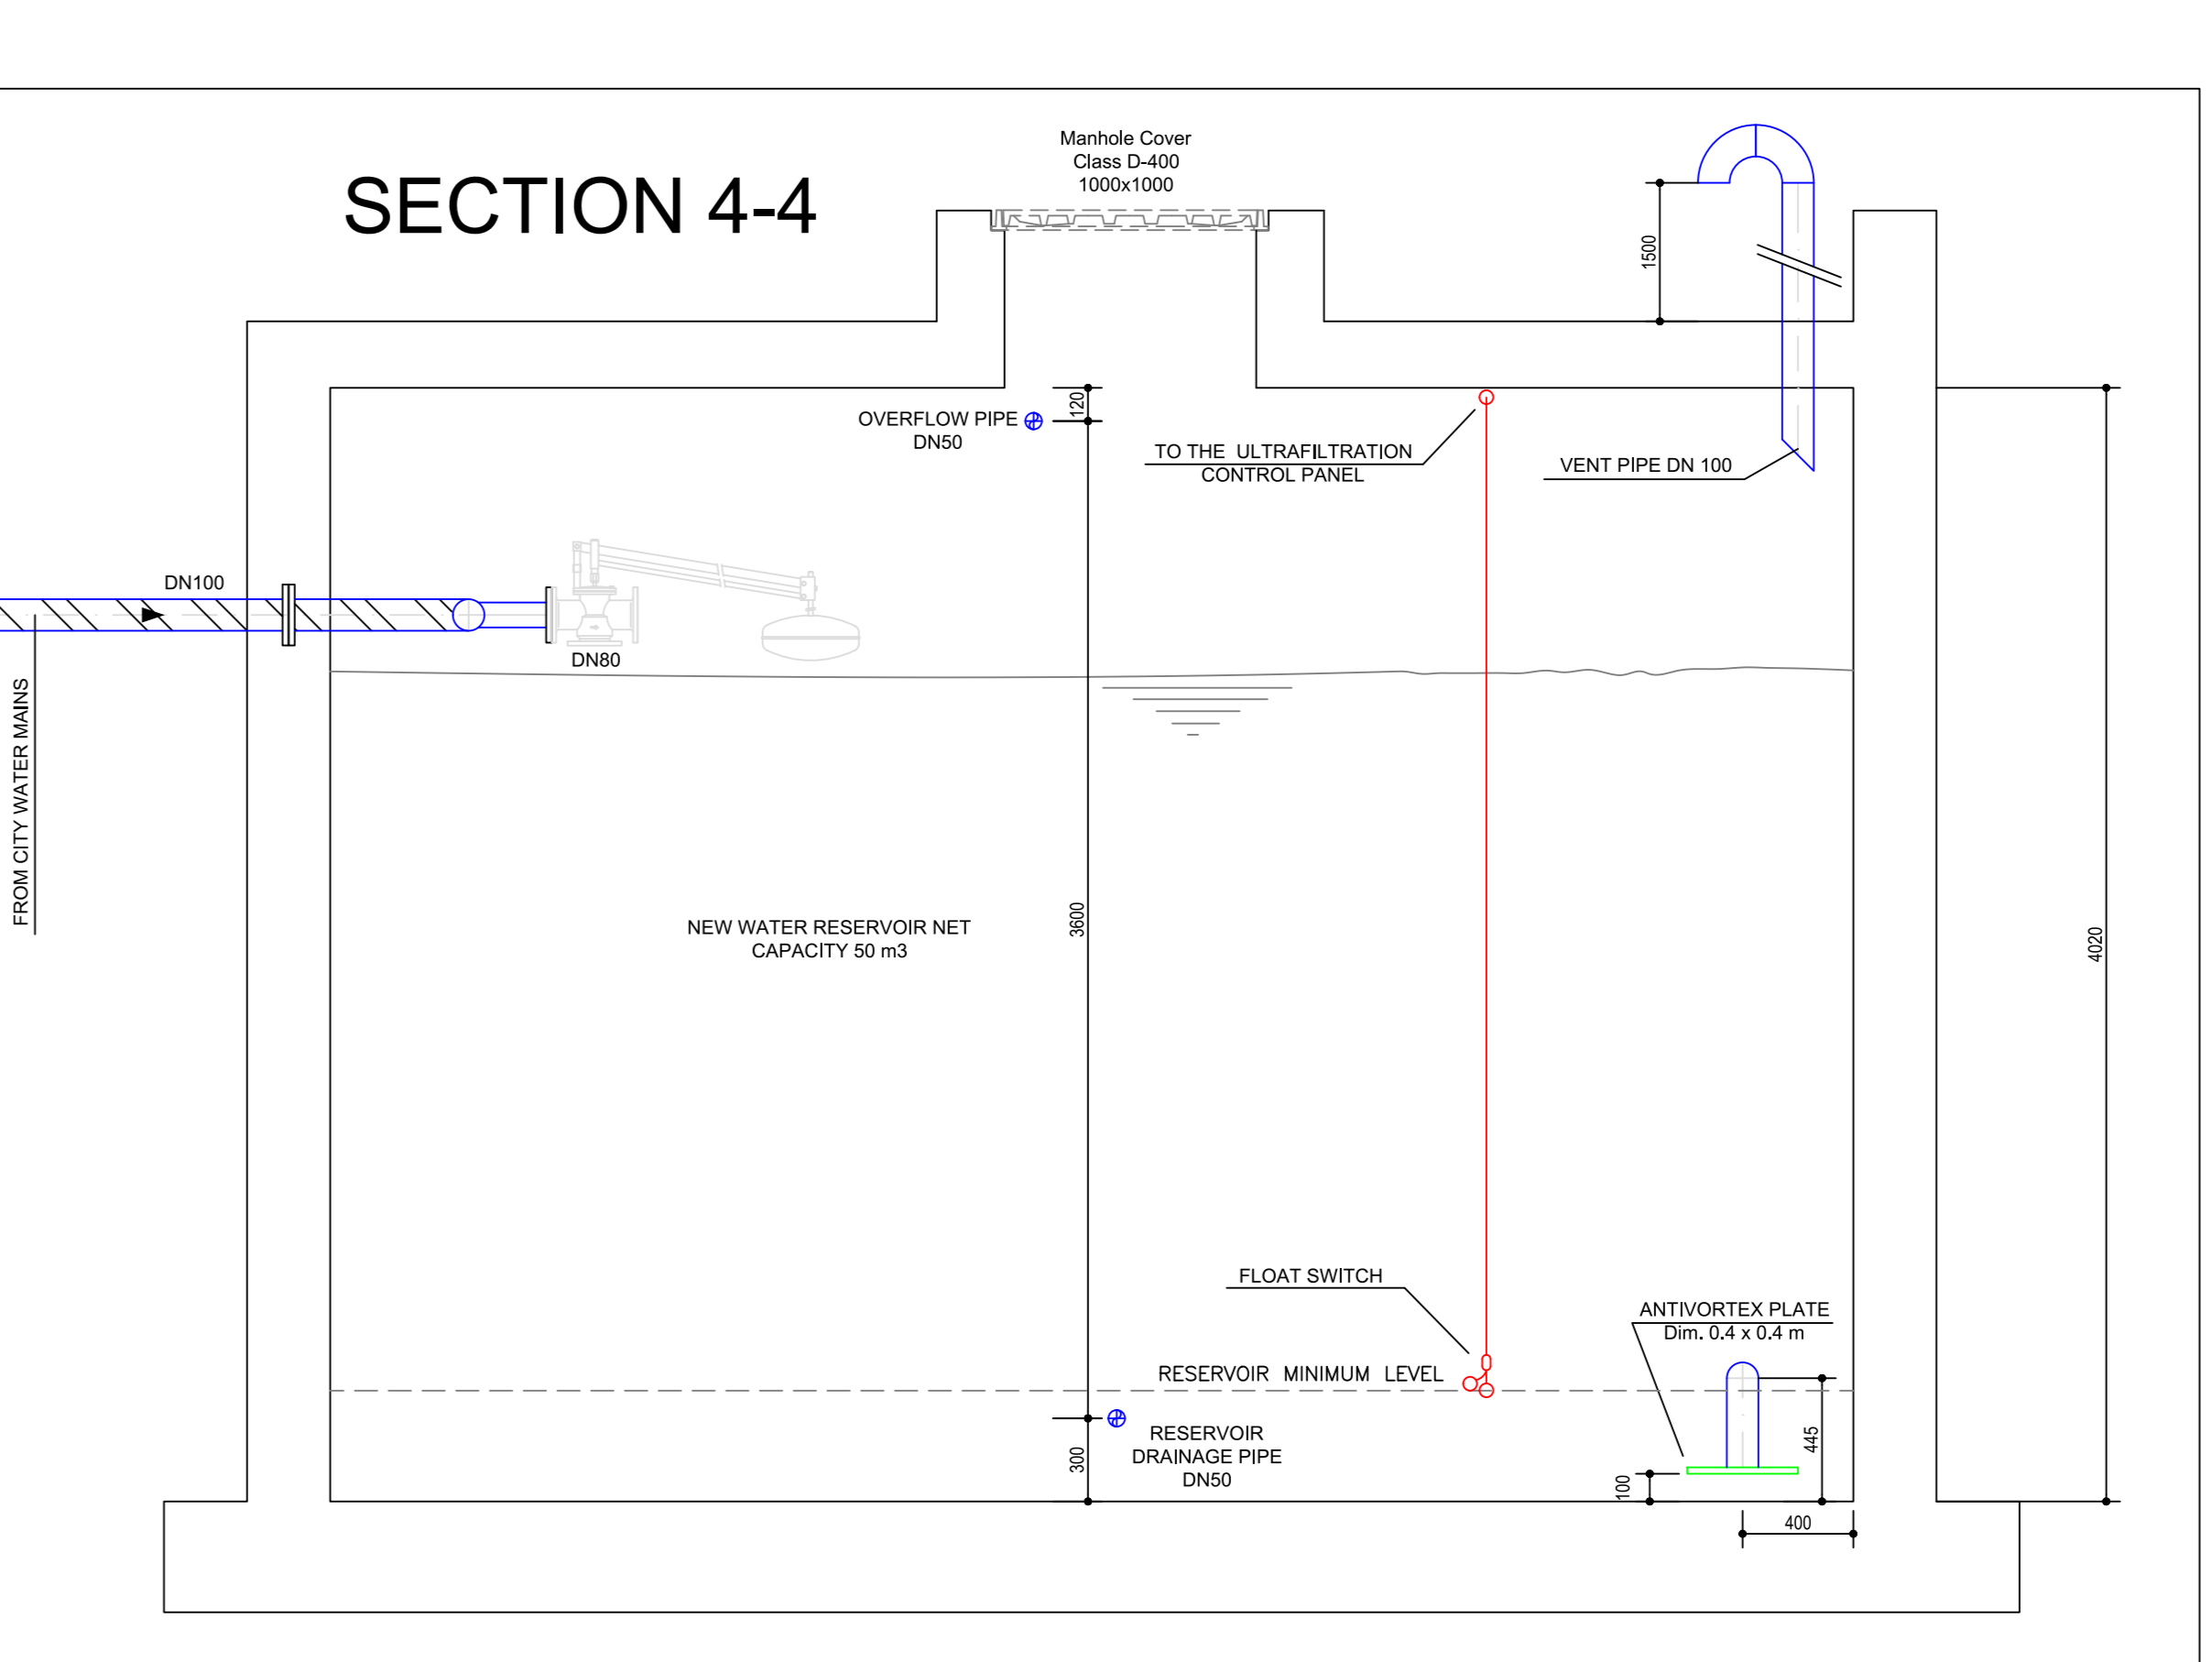 SECTION 4-4
Manhole Cover
Class D-400
1000x1000
1500
120
OVERFLOW PIPE
DN50
TO THE ULTRAFILTRATION
CONTROL PANEL
VENT PIPE DN 100
DN100
DN80
FROM CITY WATER MAINS
NEW WATER RESERVOIR NET
CAPACİTY 50 m3
3600
4020
FLOAT SWITCH
ANTIVORTEX PLATE
Dim. 0.4 x 0.4 m
RESERVOIR MINIMUM LEVEL
RESERVOIR
DRAINAGE PIPE
DN50
300
445
100
400